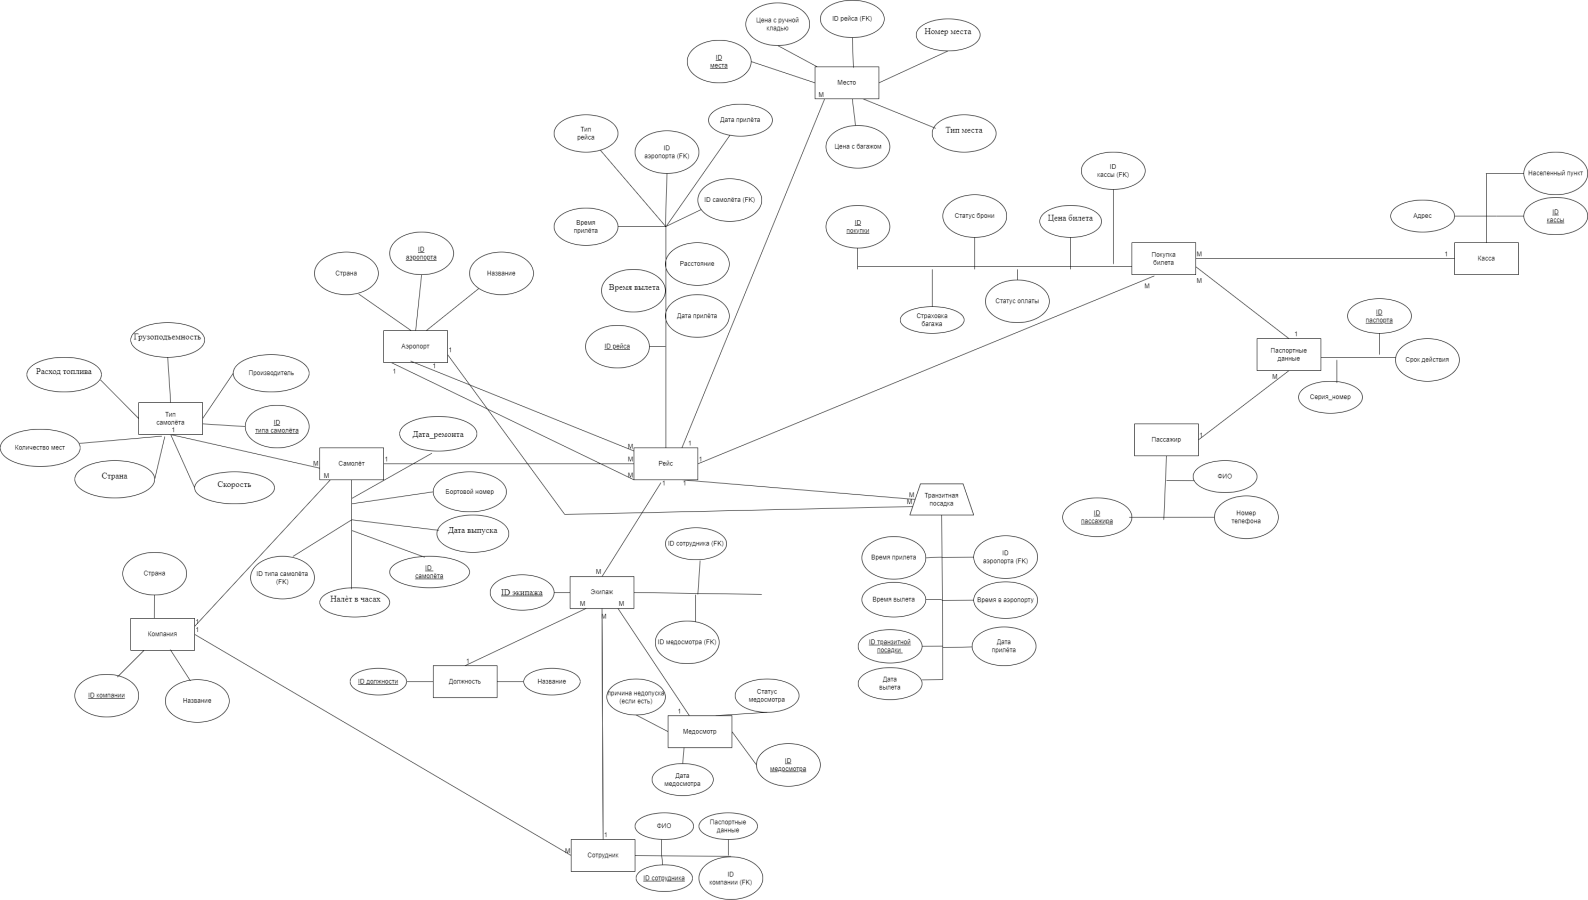 Цена с ручной
кладью
ID рейса (FK)
Номер места
ID
места
Место
М
Тип места
Цена с багажом
Тип
рейса
ID
аэропорта (FK)
Дата прилёта
ID самолёта (FK)
Время
прилёта
Расстояние
Время вылета
Дата прилёта
ID рейса
ID
кассы (FK)
Статус брони
Цена билета
ID
покупки
Страховка
багажа
Статус оплаты
Покупка
билета
М
М
М
Населенный пункт
Адрес
ID
кассы
1
Касса
Страна
ID
аэропорта
Название
Аэропорт
1
1
1
ID
паспорта
1
Паспортные
данные
М
Срок действия
Серия_номер
Пассажир
1
ФИО
ID
пассажира
Номер
телефона
Грузоподъемность
Расход топлива
Производитель
Тип
самолёта
1
ID
типа самолёта
Количество мест
Страна
Скорость
М
Самолёт
М
1
Дата_ремонта
Бортовой номер
Дата выпуска
ID
самолёта
ID типа самолёта
(FK)
Налёт в часах
М
М
М
Рейс
1
1
1
1
М
М
Транзитная
посадка
Время прилета
ID
аэропорта (FK)
Время вылета
Время в аэропорту
ID транзитной
посадки
Дата
прилёта
Дата
вылета
Страна
Компания
1
1
ID компании
Название
ID сотрудника (FK)
М
Экипаж
М
М
М
ID экипажа
ID медосмотра (FK)
1
Должность
ID должности
Название
причина недопуска
(если есть)
Статус
медосмотра
1
Медосмотр
ID
медосмотра
Дата
медосмотра
ФИО
Паспортные
данные
1
М
Сотрудник
ID сотрудника
ID
компании (FK)